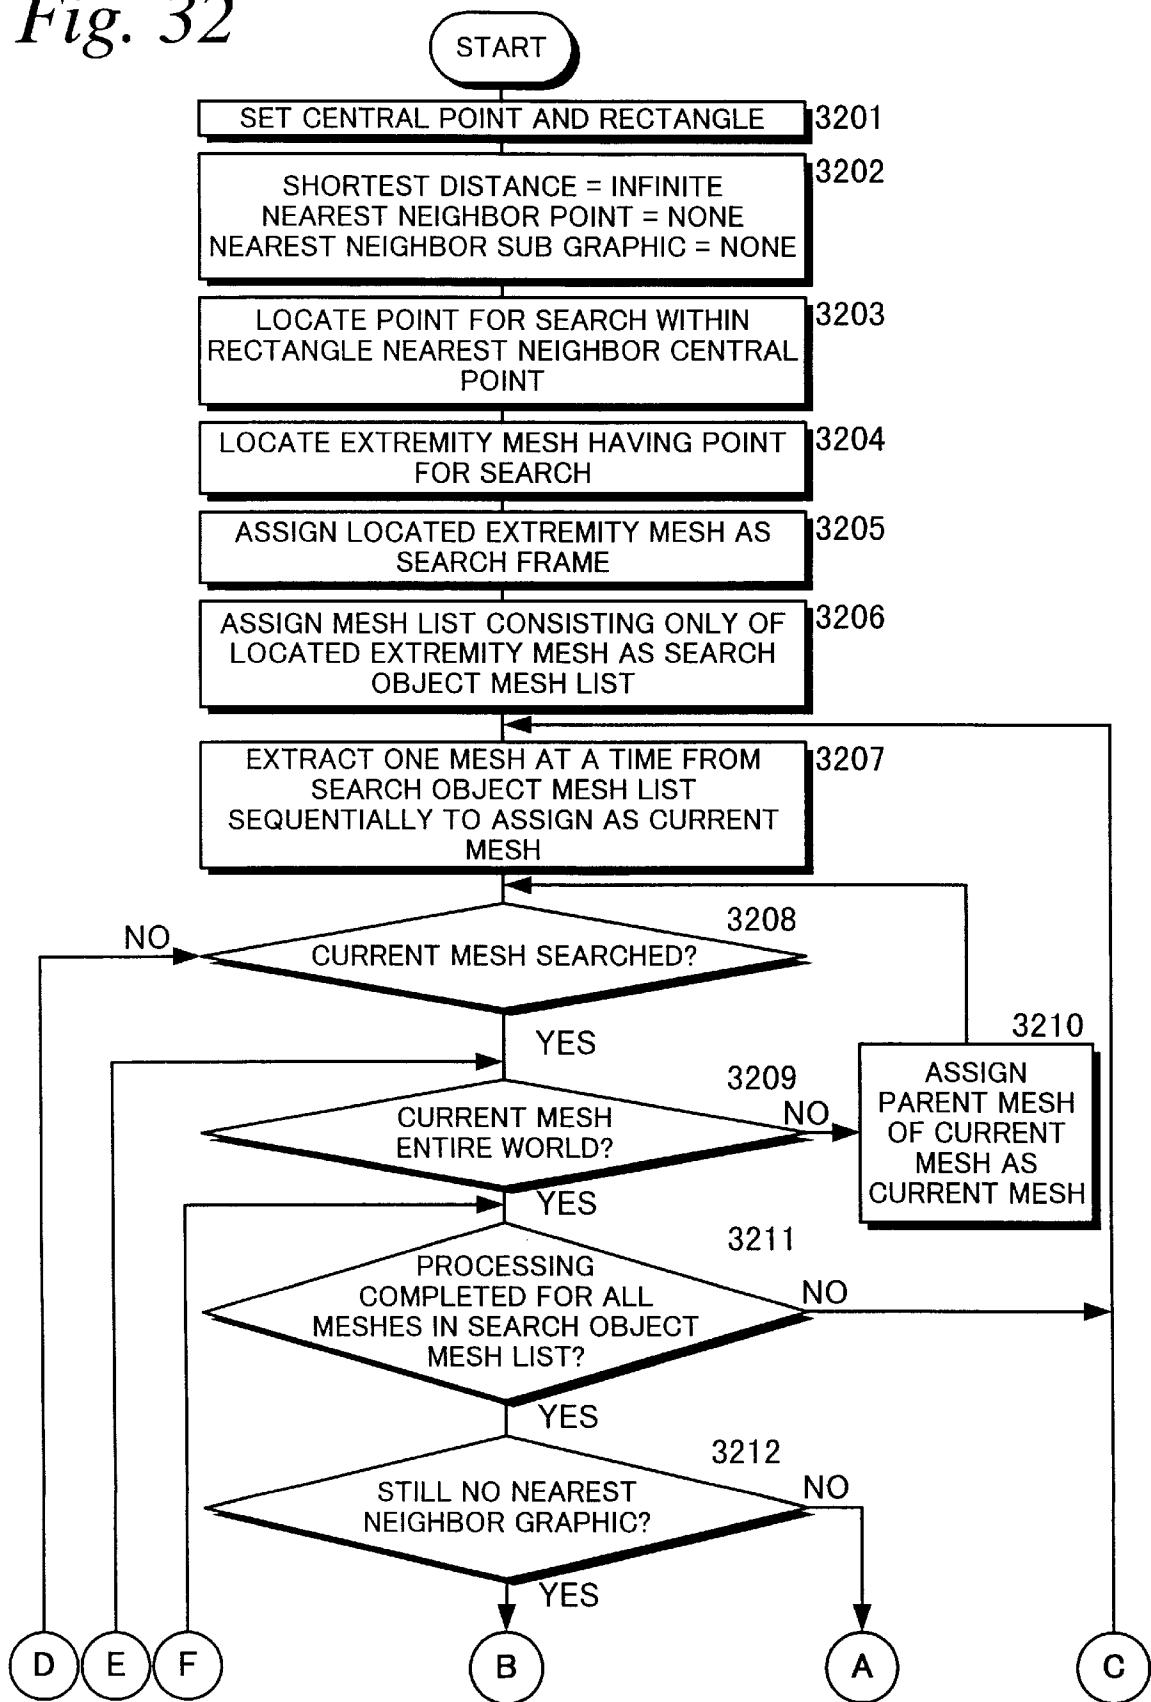 Fig. 32
START
SET CENTRAL POINT AND RECTANGLE
3201
SHORTEST DISTANCE = INFINITE
NEAREST NEIGHBOR POINT = NONE
NEAREST NEIGHBOR SUB GRAPHIC = NONE
3202
LOCATE POINT FOR SEARCH WITHIN
RECTANGLE NEAREST NEIGHBOR CENTRAL
POINT
3203
LOCATE EXTREMITY MESH HAVING POINT
FOR SEARCH
3204
ASSIGN LOCATED EXTREMITY MESH AS
SEARCH FRAME
3205
ASSIGN MESH LIST CONSISTING ONLY OF
LOCATED EXTREMITY MESH AS SEARCH
OBJECT MESH LIST
3206
EXTRACT ONE MESH AT A TIME FROM
SEARCH OBJECT MESH LIST
SEQUENTIALLY TO ASSIGN AS CURRENT
MESH
3207
3208
NO
CURRENT MESH SEARCHED?
YES
3209
CURRENT MESH
ENTIRE WORLD?
NO
YES
3210
ASSIGN
PARENT MESH
OF CURRENT
MESH AS
CURRENT MESH
3211
PROCESSING
COMPLETED FOR ALL
MESHES IN SEARCH OBJECT
MESH LIST?
NO
YES
3212
STILL NO NEAREST
NEIGHBOR GRAPHIC?
NO
YES
D
E
F
B
A
C